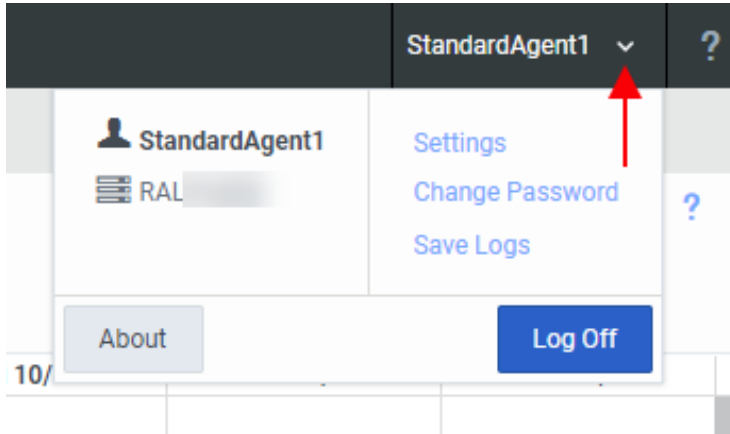 StandardAgent1 ?
StandardAgent1
RAL
Settings
Change Password
Save Logs
?
About
Log Off
10/